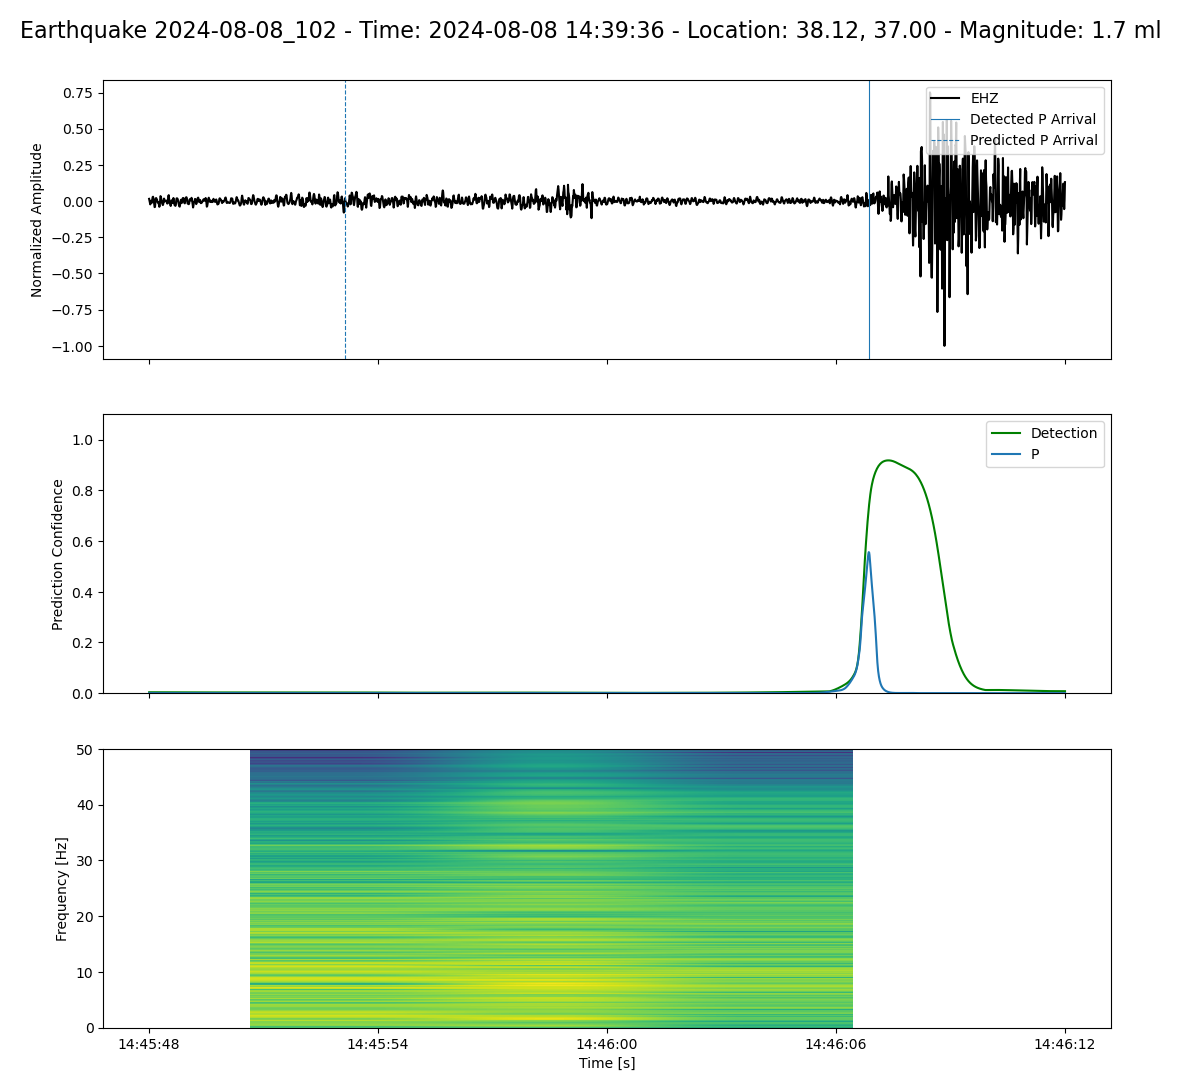 Earthquake 2024-08-08_102 - Time: 2024-08-08 14:39:36 - Location: 38.12, 37.00 - Magnitude: 1.7 ml
Normalized Amplitude
0.75
0.50
0.25
0.00
−0.25
−0.50
−0.75
−1.00
EHZ
Detected P Arrival
Predicted P Arrival
Prediction Confidence
1.0
0.8
0.6
0.4
0.2
0.0
Detection
P
Frequency [Hz]
50
40
30
20
10
0
14:45:48
14:45:54
14:46:00
14:46:06
14:46:12
Time [s]